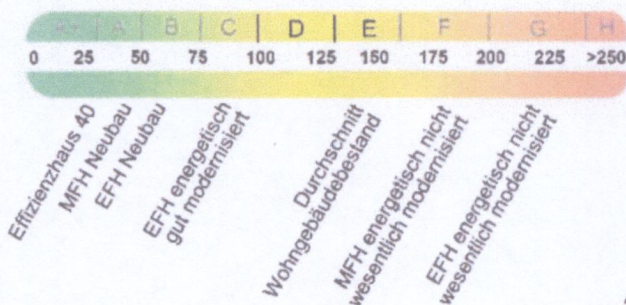 A+ A B C D E F G H
0 25 50 75 100 125 150 175 200 225 >250
Effizienzhaus 40
MFH Neubau
EFH Neubau
EFH energetisch
gut modernisiert
Durchschnitt
Wohngebäudebestand
MFH energetisch nicht
wesentlich modernisiert
EFH energetisch nicht
wesentlich modernisiert